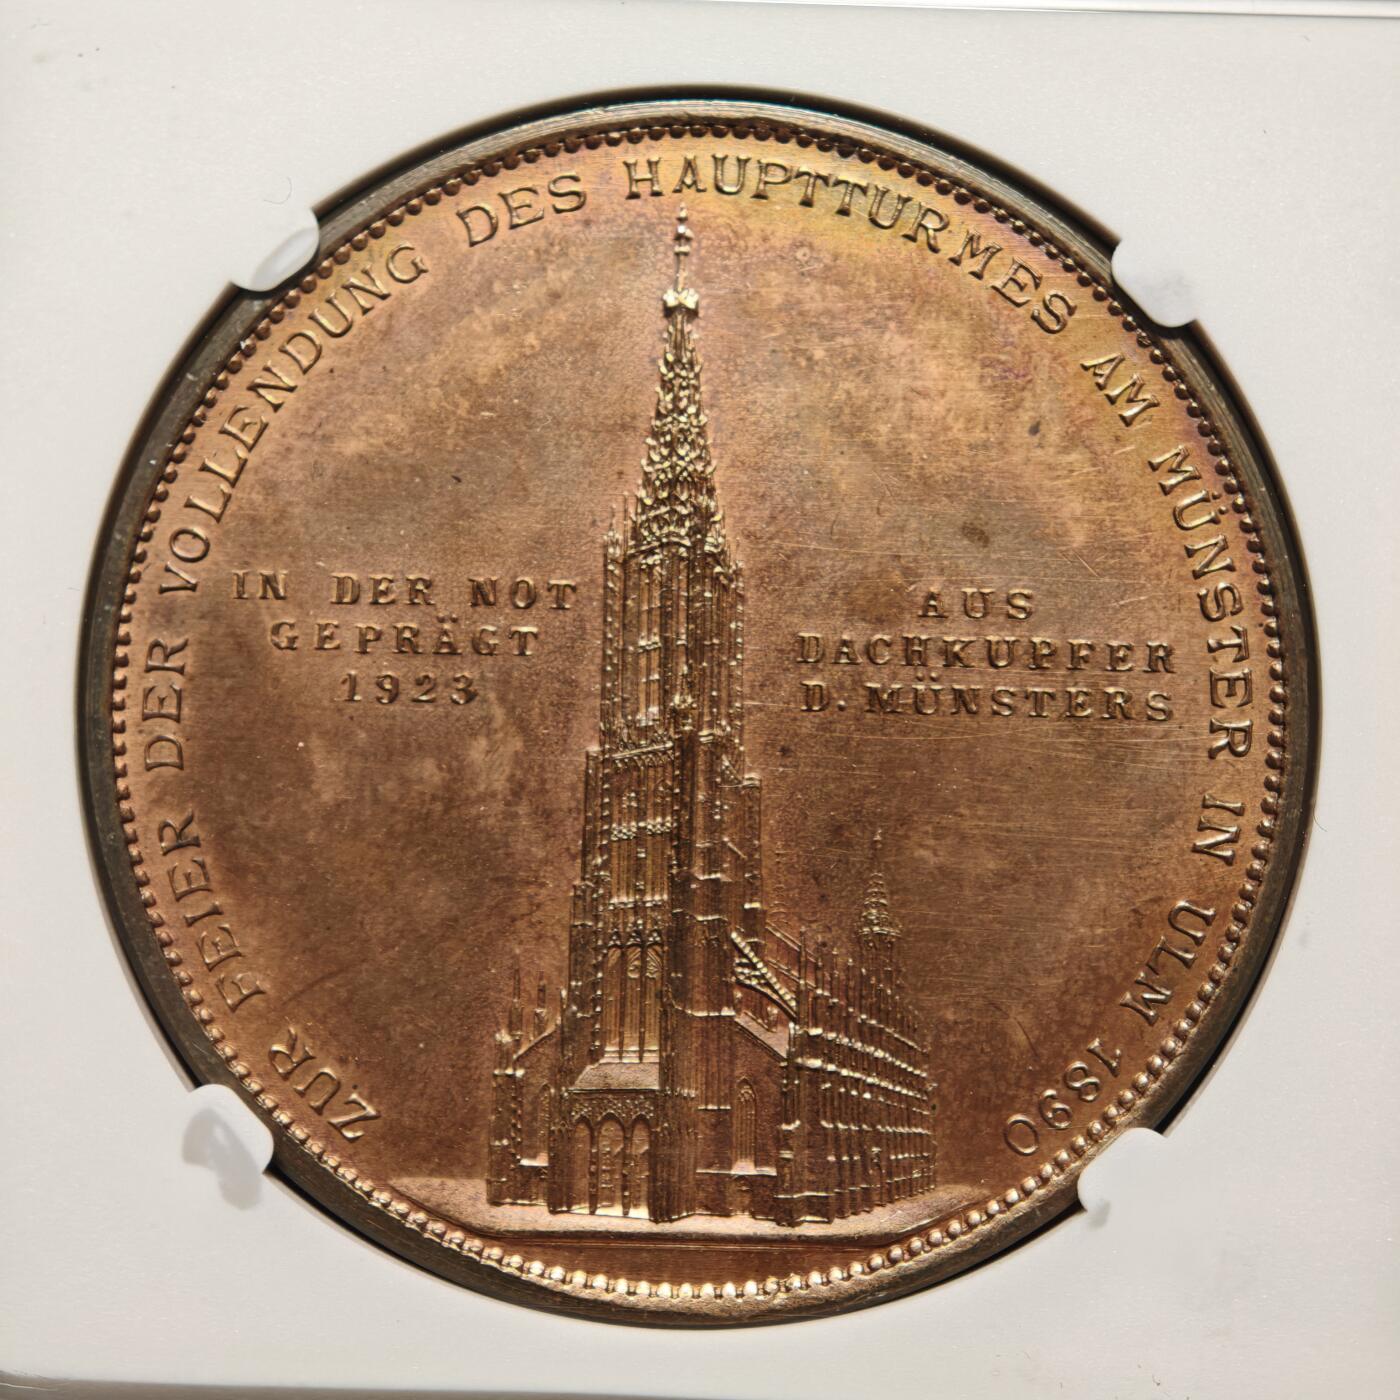 ZUR FEIER DER VOLLENDUNG DES HAUPTTURMES AM MÜNSTER IN ULM 1890
IN DER NOT
GEPRÄGT
1923
AUS
DACHKUPFER
D. MÜNSTERS